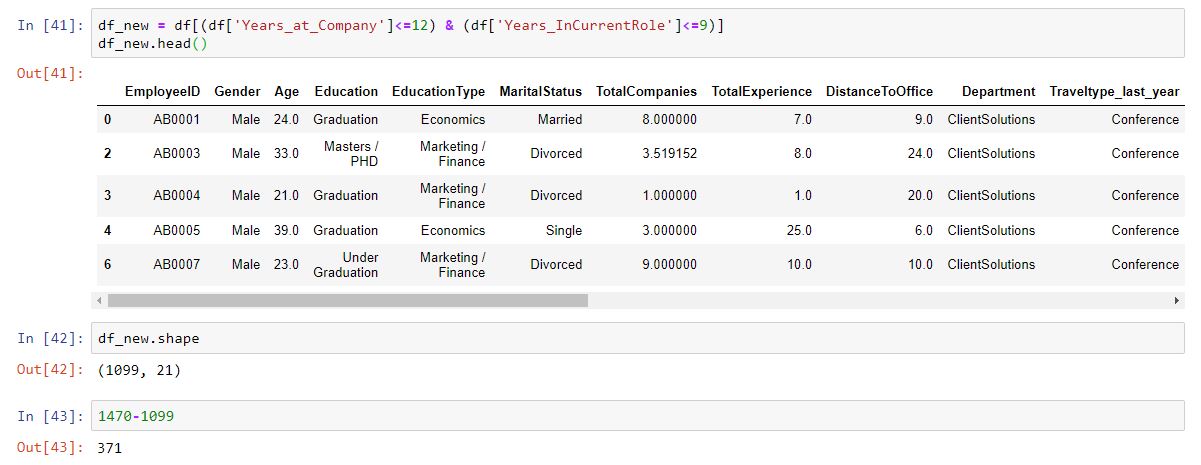 In [41]: df_new = df[(df['Years_at_Company']<=12) & (df['Years_InCurrentRole']<=9)]
df_new.head()
Out[41]:
EmployeeID Gender Age Education EducationType MaritalStatus TotalCompanies TotalExperience DistanceToOffice Department Traveltype_last_year
0 AB0001 Male 24.0 Graduation Economics Married 8.000000 7.0 9.0 ClientSolutions Conference
2 AB0003 Male 33.0 Masters / PHD Marketing / Finance Divorced 3.519152 8.0 24.0 ClientSolutions Conference
3 AB0004 Male 21.0 Graduation Marketing / Finance Divorced 1.000000 1.0 20.0 ClientSolutions Conference
4 AB0005 Male 39.0 Graduation Economics Single 3.000000 25.0 6.0 ClientSolutions Conference
6 AB0007 Male 23.0 Under Graduation Marketing / Finance Divorced 9.000000 10.0 10.0 ClientSolutions Conference
In [42]: df_new.shape
Out[42]: (1099, 21)
In [43]: 1470-1099
Out[43]: 371